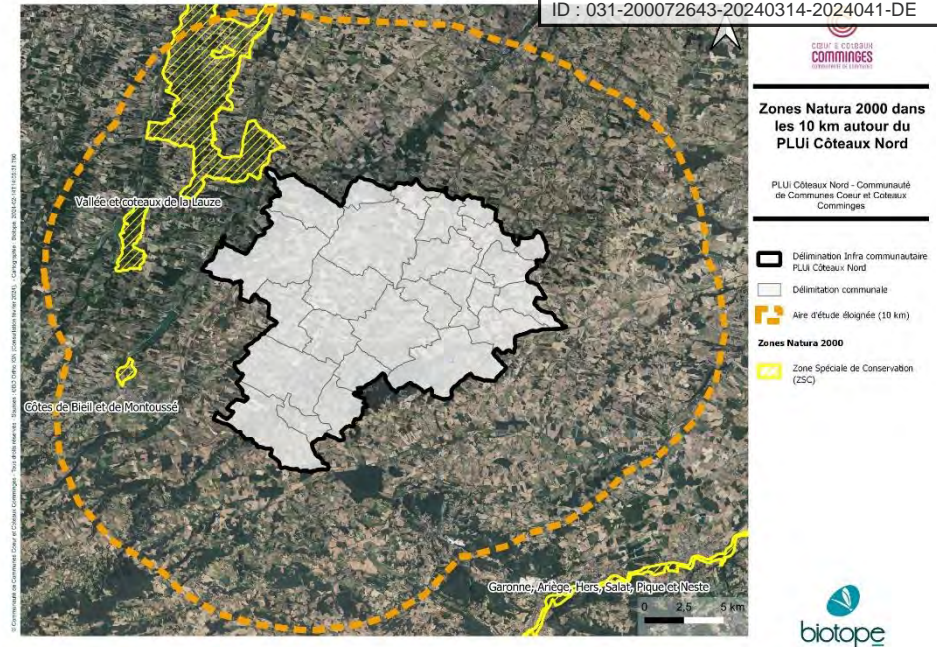 ID : 031-200072643-20240314-2024041-DE
CŒUR & COTEAUX
COMMINGES
Zones Natura 2000 dans
les 10 km autour du
PLUi Côteaux Nord
PLUi Côteaux Nord - Communauté
de Communes Coeur et Coteaux
Comminges
Délimination Infra communautaire
PLUi Côteaux Nord
Délimitation communale
Aire d'étude éloignée (10 km)
Zones Natura 2000
Zone Spéciale de Conservation
(ZSC)
Vallée et coteaux de la Lauze
Côtes de Bieil et de Montoussé
Garonne, Ariège, Hers, Salat, Pique et Neste
0 2,5 5 km
biotope